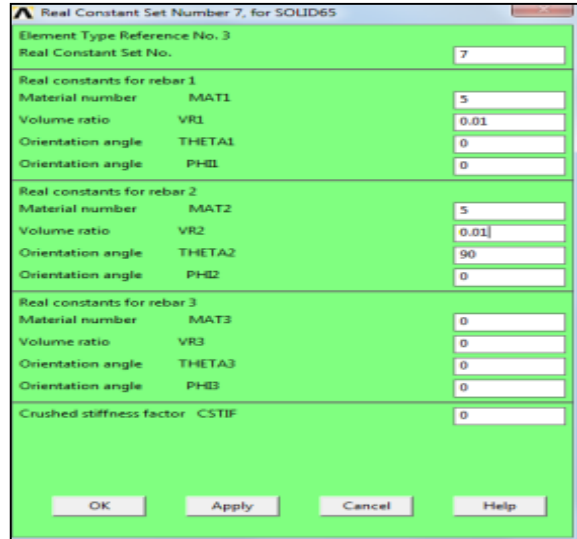 Real Constant Set Number 7, for SOLID65
Element Type Reference No. 3
Real Constant Set No. 7
Real constants for rebar 1
Material number MAT1 5
Volume ratio VR1 0.01
Orientation angle THETA1 0
Orientation angle PHI1 0
Real constants for rebar 2
Material number MAT2 5
Volume ratio VR2 0.01
Orientation angle THETA2 90
Orientation angle PHI2 0
Real constants for rebar 3
Material number MAT3 0
Volume ratio VR3 0
Orientation angle THETA3 0
Orientation angle PHI3 0
Crushed stiffness factor CSTIF 0
OK Apply Cancel Help